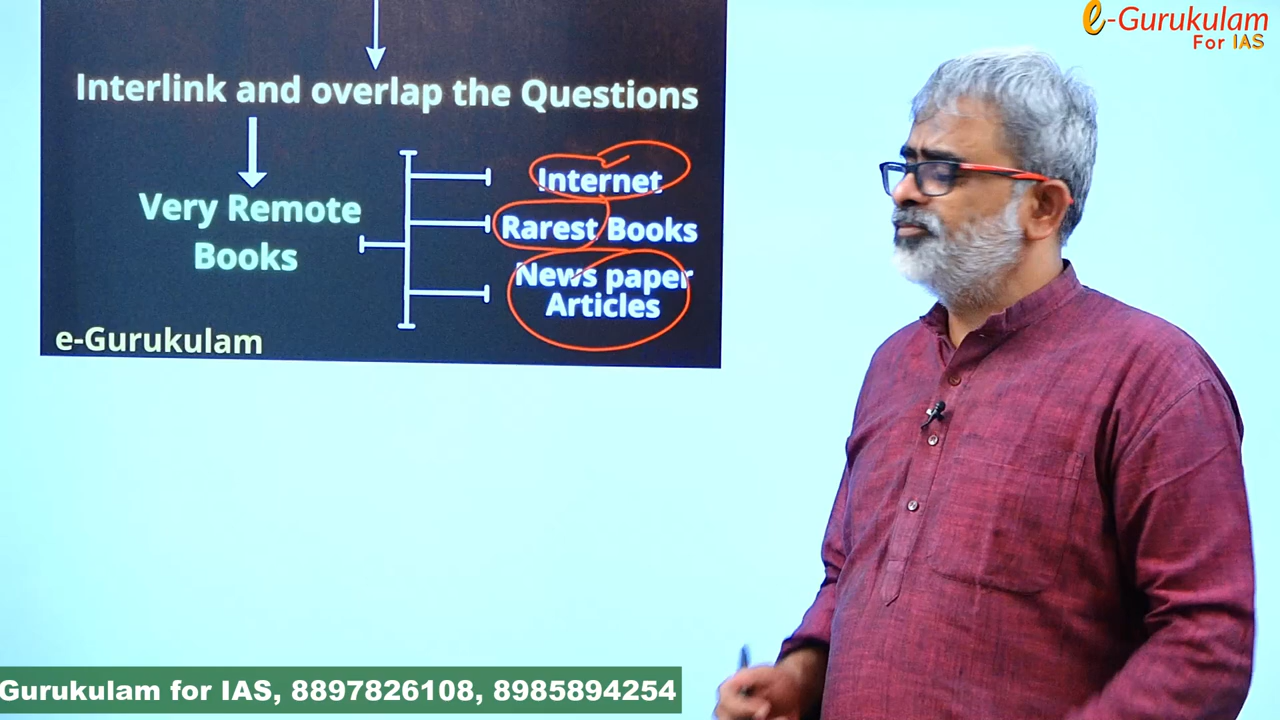 e-Gurukulam
For IAS
Interlink and overlap the Questions
Very Remote
Books
Internet
Rarest Books
News paper
Articles
e-Gurukulam
Gurukulam for IAS, 8897826108, 8985894254